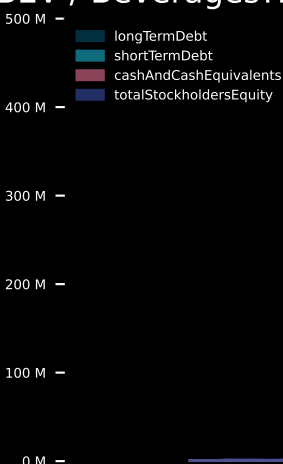 500 M
longTermDebt
shortTermDebt
cashAndCashEquivalents
totalStockholdersEquity
400 M
300 M
200 M
100 M
0 M